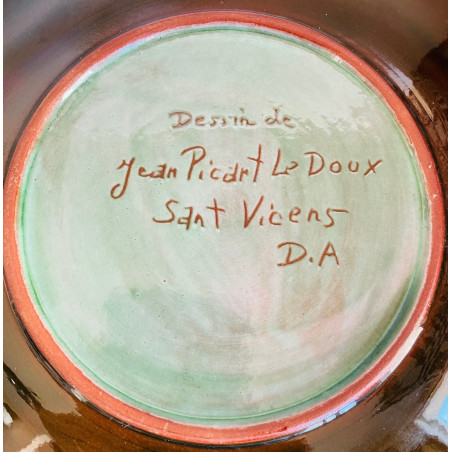 Dessin de
Jean Picart Le Doux
Sant Vicens
D.A